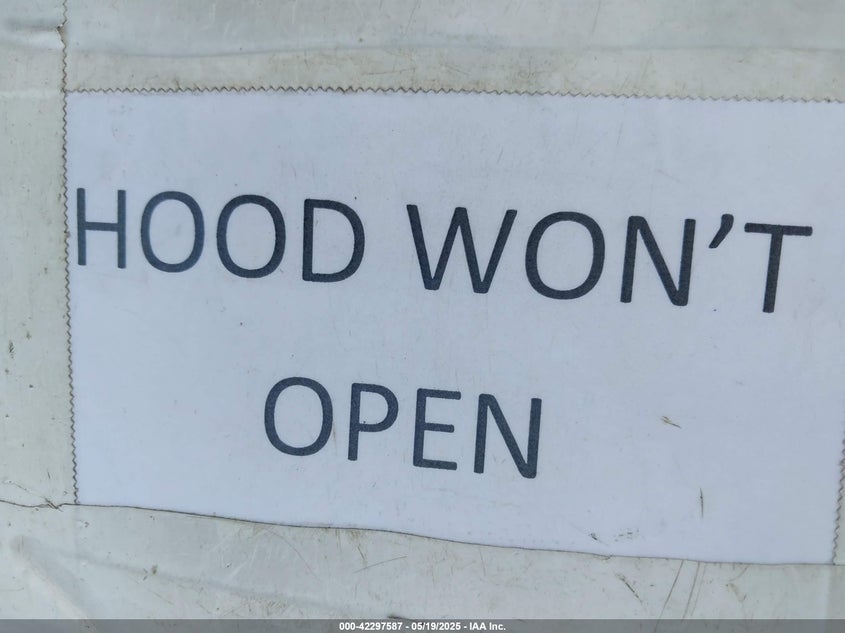 HOOD WON’T
OPEN
000-42297587 - 05/19/2025 - IAA Inc.